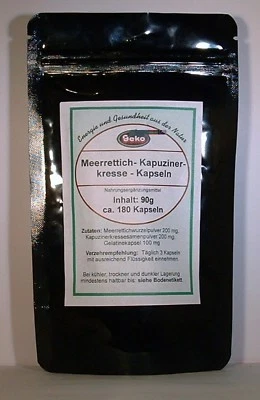 Energie und Gesundheit aus der Natur
Geko
Meerrettich- Kapuziner-
kresse - Kapseln
Nahrungsergänzungsmittel
Inhalt: 90g
ca. 180 Kapseln
Zutaten: Meerrettichwurzelpulver 200 mg,
Kapuzinerkressesamenpulver 200 mg,
Gelatinekapsel 100 mg
Verzehrempfehlung: Täglich 3 Kapseln
mit ausreichend Flüssigkeit einnehmen.
Bei kühler, trockner und dunkler Lagerung
mindestens haltbar bis: siehe Bodenetikett.